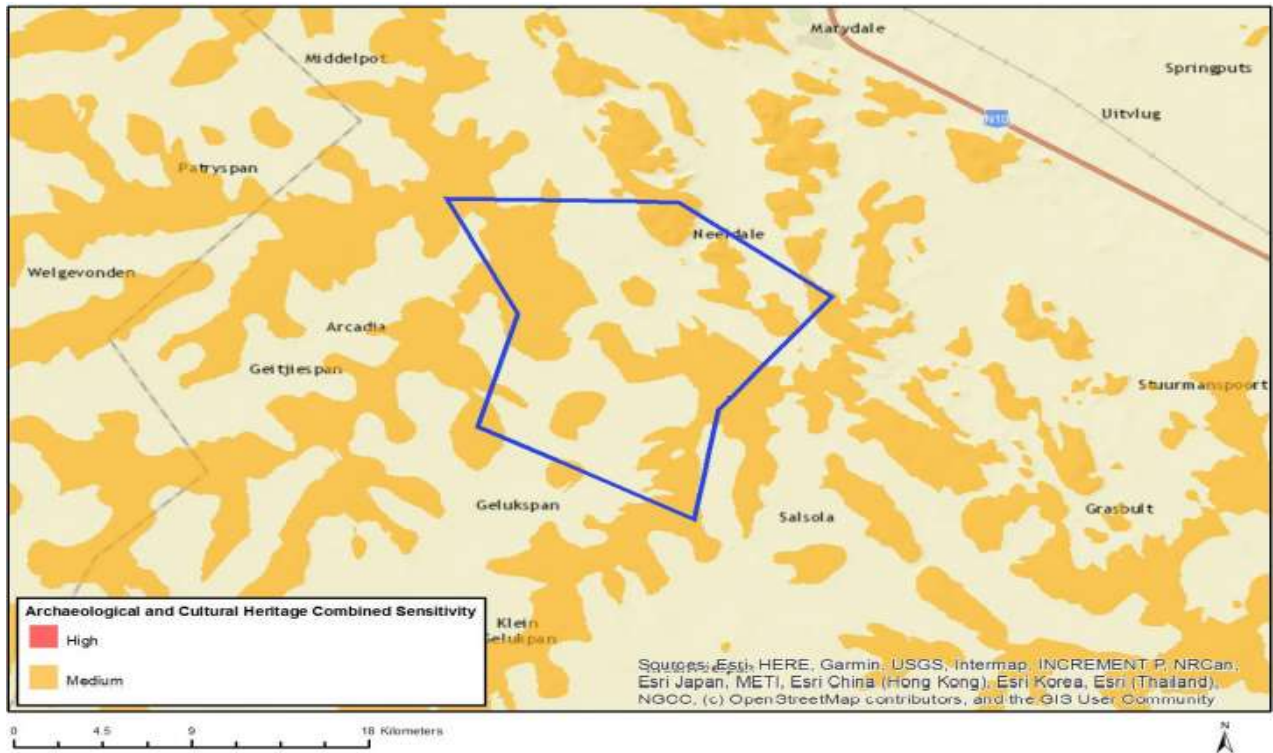 Marydale
Middelpot
Springputs
N10
Uitvlug
Patryspan
Neerdale
Welgevonden
Arcadia
Geitjiespan
Stuurmanspoort
Gelukspan
Salsola
Grasbult
Klein
Gelukpan
Archaeological and Cultural Heritage Combined Sensitivity
High
Medium
Sources: Esri, HERE, Garmin, USGS, Intermap, INCREMENT P, NRCan,
Esri Japan, METI, Esri China (Hong Kong), Esri Korea, Esri (Thailand),
NGCC, (c) OpenStreetMap contributors, and the GIS User Community
0 4.5 9 18 Kilometers
N